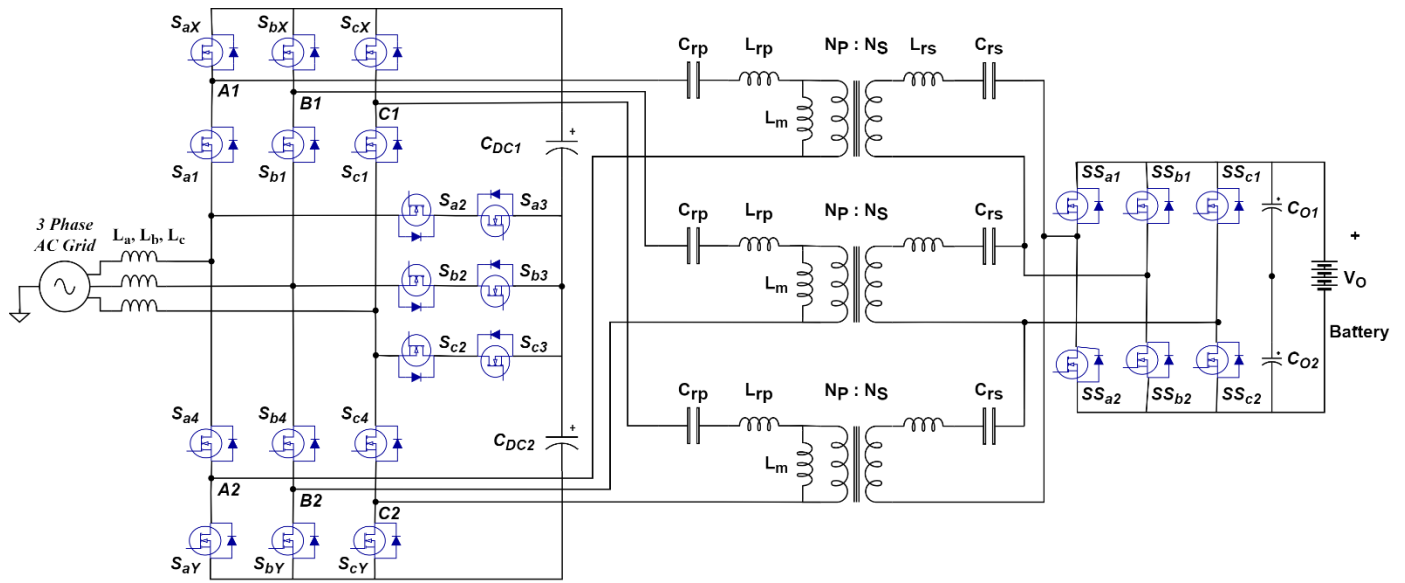 SaX SbX ScX
Crp Lrp NP : NS Lrs Crs
A1 B1 C1
Lm
CDC1 +
Sa1 Sb1 Sc1
SSa1 SSb1 SSc1
Sa2 Sa3
Crp Lrp NP : NS Lrs Crs
CO1
3 Phase
AC Grid
La, Lb, Lc
Sb2 Sb3
+
VO
Lm
Battery
Sc2 Sc3
CO2
Crp Lrp NP : NS Lrs Crs
SSa2 SSb2 SSc2
Sa4 Sb4 Sc4
CDC2 +
Lm
A2 B2 C2
SaY SbY ScY